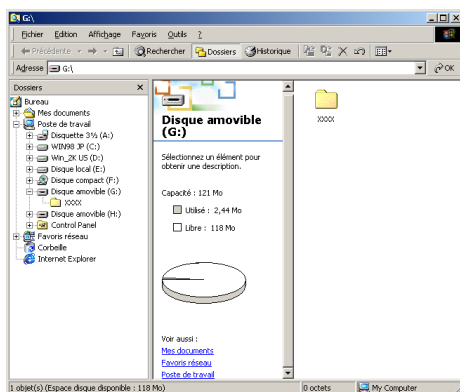 G:\
Fichier Edition Affichage Favoris Outils ?
Précédente Rechercher Dossiers Historique
Adresse G:\ OK
Dossiers x
Bureau
Mes documents
Poste de travail
Disquette 3½ (A:)
WIN98 JP (C:)
Win_2K US (D:)
Disque local (E:)
Disque compact (F:)
Disque amovible (G:)
XXXX
Disque amovible (H:)
Control Panel
Favoris réseau
Corbeille
Internet Explorer
Disque amovible
(G:)
Sélectionnez un élément pour
obtenir une description.
Capacité : 121 Mo
Utilisé : 2,44 Mo
Libre : 118 Mo
Voir aussi :
Mes documents
Favoris réseau
Poste de travail
XXXX
1 objet(s) (Espace disque disponible : 118 Mo) 0 octets My Computer